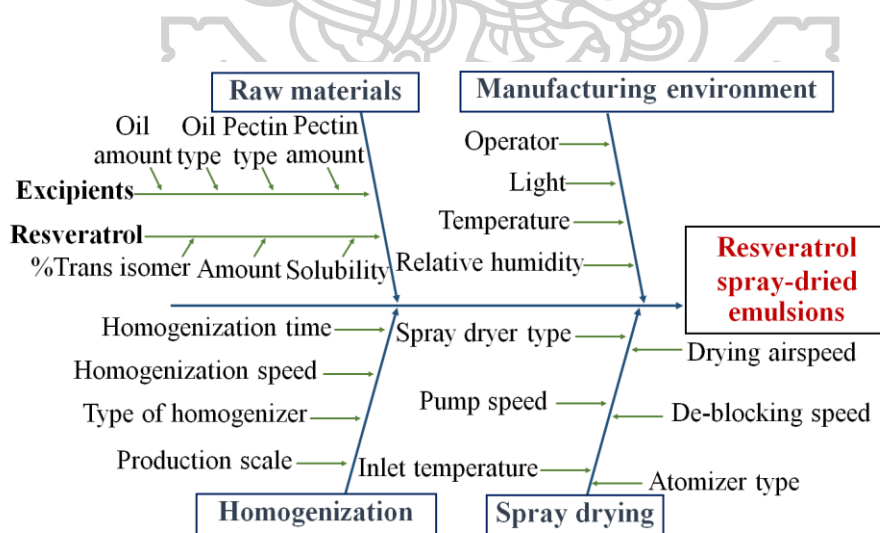 Raw materials
Manufacturing environment
Oil amount
Oil type
Pectin type
Pectin amount
Excipients
Resveratrol
%Trans isomer
Amount
Solubility
Operator
Light
Temperature
Relative humidity
Resveratrol
spray-dried
emulsions
Homogenization time
Homogenization speed
Type of homogenizer
Production scale
Homogenization
Spray dryer type
Pump speed
Inlet temperature
Drying airspeed
De-blocking speed
Atomizer type
Spray drying